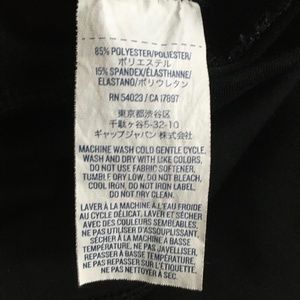 85% POLYESTER/POLIESTER/
ポリエステル
15% SPANDEX/ÉLASTHANNE/
ELASTANO/ポリウレタン
RN 54023 / CA 17897
東京都渋谷区
千駄ヶ谷5-32-10
ギャップジャパン 株式会社
MACHINE WASH COLD GENTLE CYCLE.
WASH AND DRY WITH LIKE COLORS,
DO NOT USE FABRIC SOFTENER,
TUMBLE DRY LOW, DO NOT BLEACH,
COOL IRON, DO NOT IRON LABEL,
DO NOT DRY CLEAN.
LAVER À LA MACHINE À L'EAU FROIDE
AU CYCLE DÉLICAT, LAVER ET SÉCHER
AVEC DES COULEURS SEMBLABLES,
NE PAS UTILISER D'ASSOUPLISSANT,
SÉCHER À LA MACHINE À BASSE
TEMPÉRATURE, NE PAS JAVELLISER
REPASSER À BASSE TEMPÉRATURE,
NE PAS REPASSER SUR L'ÉTIQUETTE,
NE PAS NETTOYER À SEC.